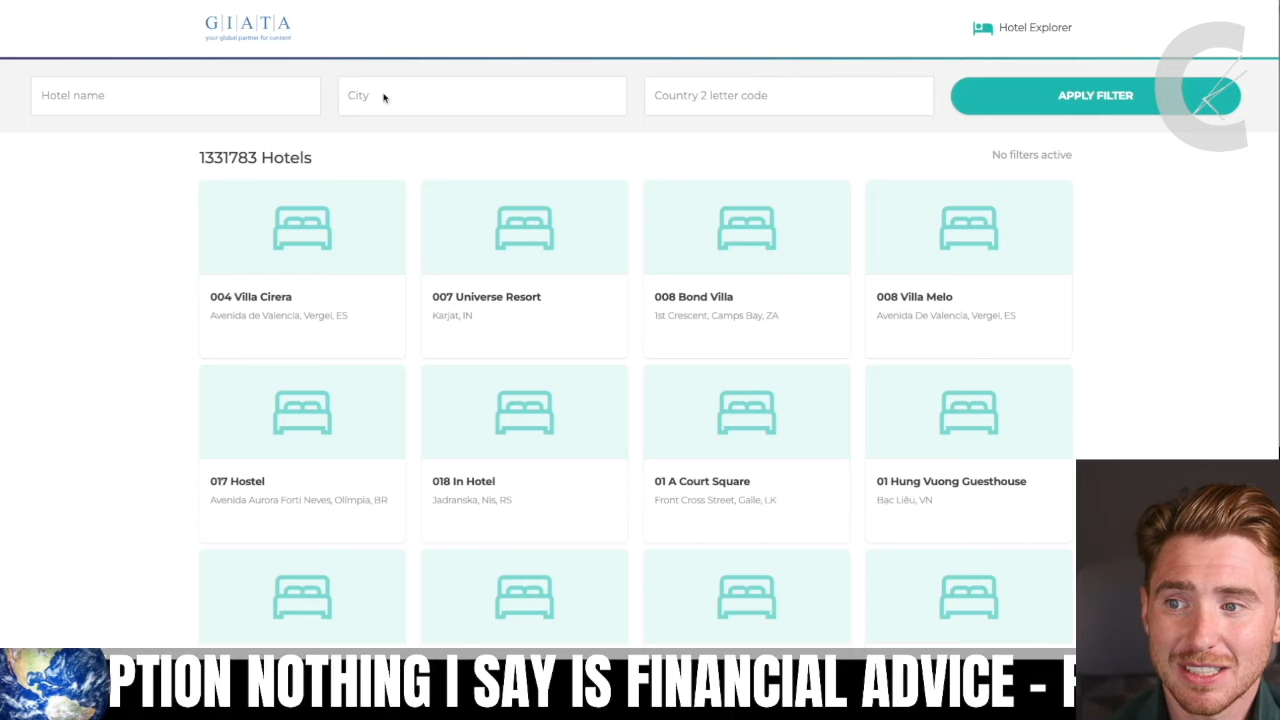 G|I|A|T|A
your global partner for content
Hotel Explorer
Hotel name
City
Country 2 letter code
APPLY FILTER
1331783 Hotels
No filters active
004 Villa Cirera
Avenida de Valencia, Vergel, ES
007 Universe Resort
Karjat, IN
008 Bond Villa
1st Crescent, Camps Bay, ZA
008 Villa Melo
Avenida De Valencia, Vergel, ES
017 Hostel
Avenida Aurora Forti Neves, Olímpia, BR
018 In Hotel
Jadranska, Nis, RS
01 A Court Square
Front Cross Street, Galle, LK
01 Hung Vuong Guesthouse
Bạc Liêu, VN
PTION NOTHING I SAY IS FINANCIAL ADVICE -